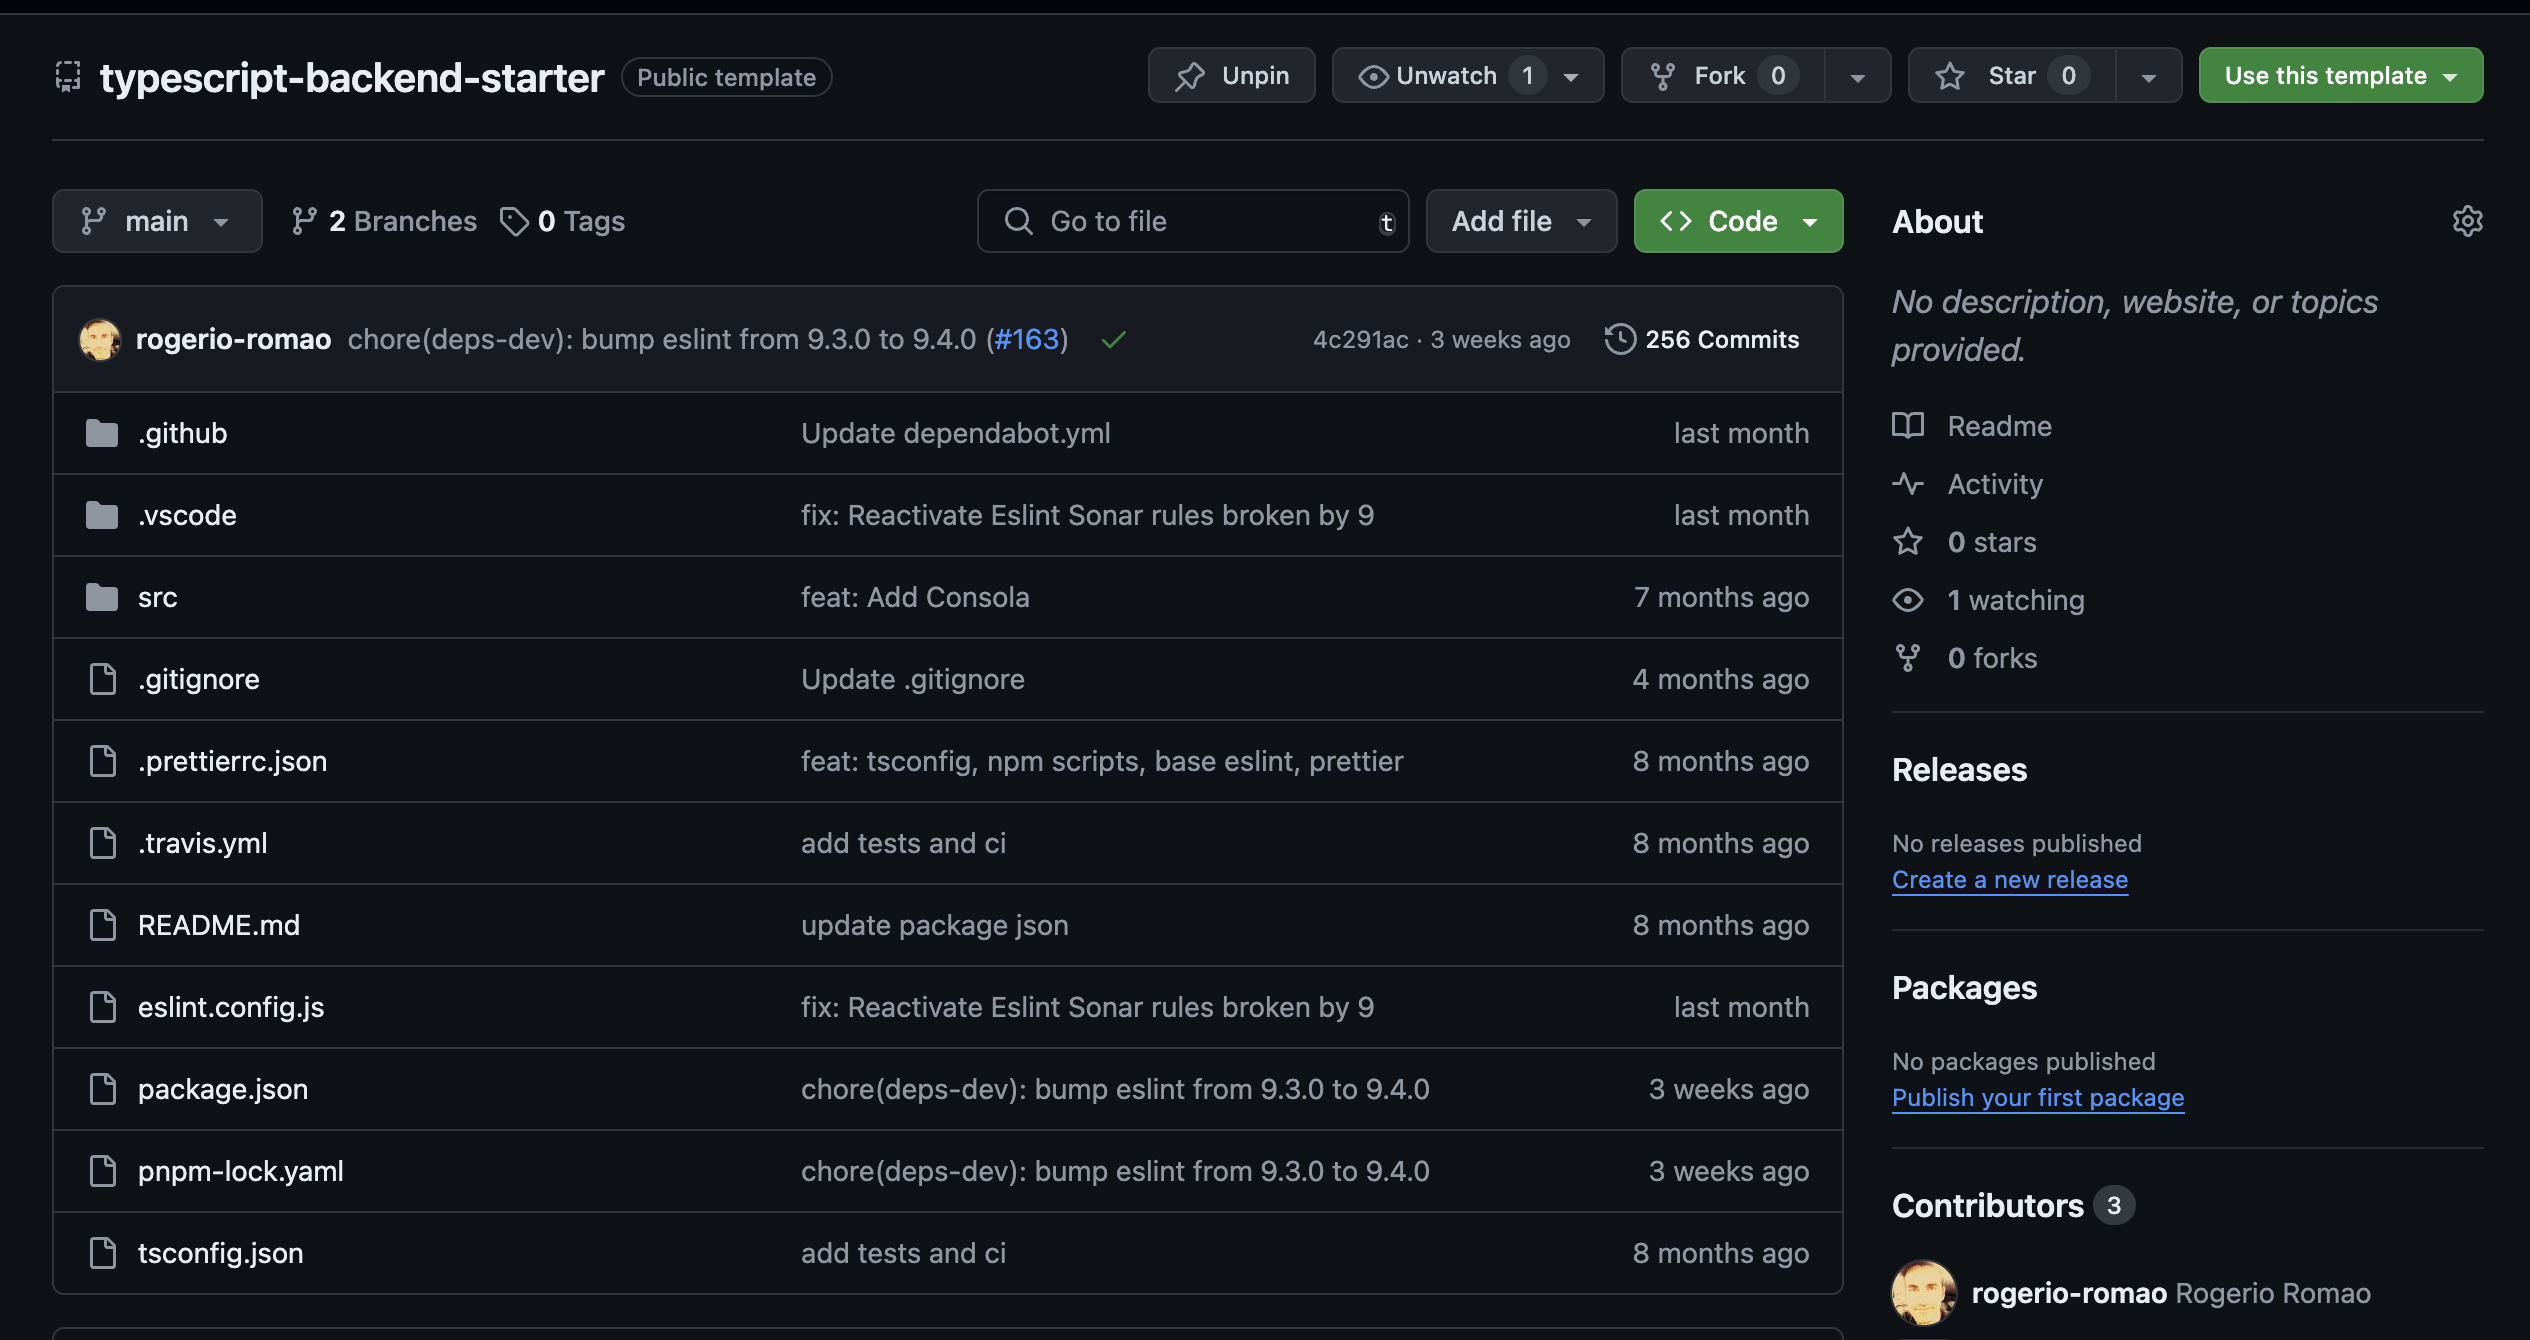 typescript-backend-starter Public template
Unpin
Unwatch 1
Fork 0
Star 0
Use this template
main
2 Branches
0 Tags
Go to file t
Add file
<> Code
rogerio-romao chore(deps-dev): bump eslint from 9.3.0 to 9.4.0 (#163) 4c291ac · 3 weeks ago 256 Commits
.github Update dependabot.yml last month
.vscode fix: Reactivate Eslint Sonar rules broken by 9 last month
src feat: Add Consola 7 months ago
.gitignore Update .gitignore 4 months ago
.prettierrc.json feat: tsconfig, npm scripts, base eslint, prettier 8 months ago
.travis.yml add tests and ci 8 months ago
README.md update package json 8 months ago
eslint.config.js fix: Reactivate Eslint Sonar rules broken by 9 last month
package.json chore(deps-dev): bump eslint from 9.3.0 to 9.4.0 3 weeks ago
pnpm-lock.yaml chore(deps-dev): bump eslint from 9.3.0 to 9.4.0 3 weeks ago
tsconfig.json add tests and ci 8 months ago
About
No description, website, or topics
provided.
Readme
Activity
0 stars
1 watching
0 forks
Releases
No releases published
Create a new release
Packages
No packages published
Publish your first package
Contributors 3
rogerio-romao Rogerio Romao